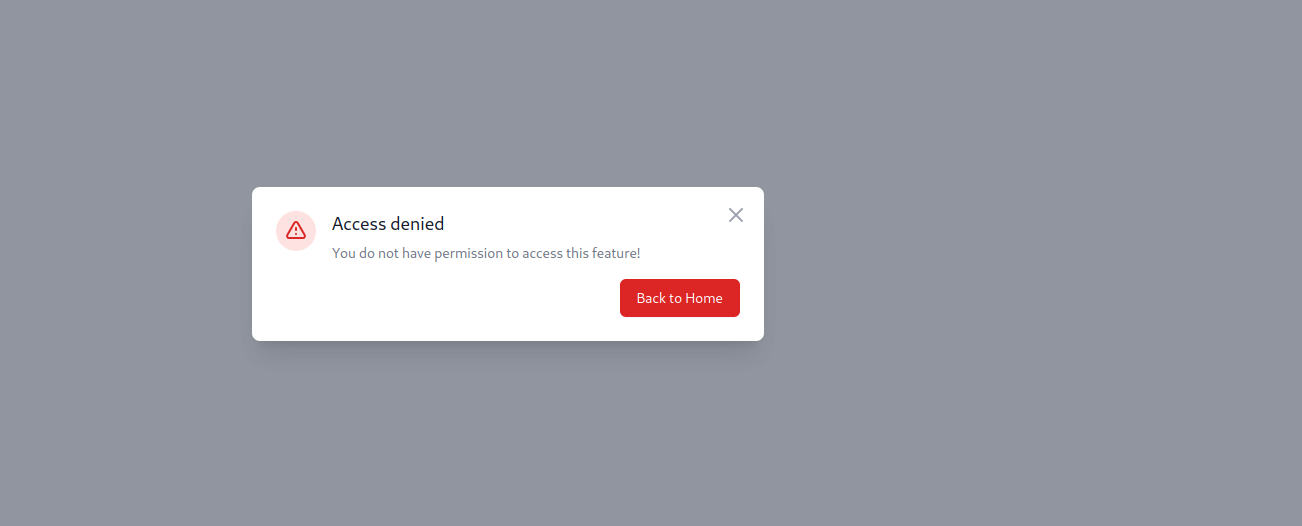 Access denied
You do not have permission to access this feature!
Back to Home